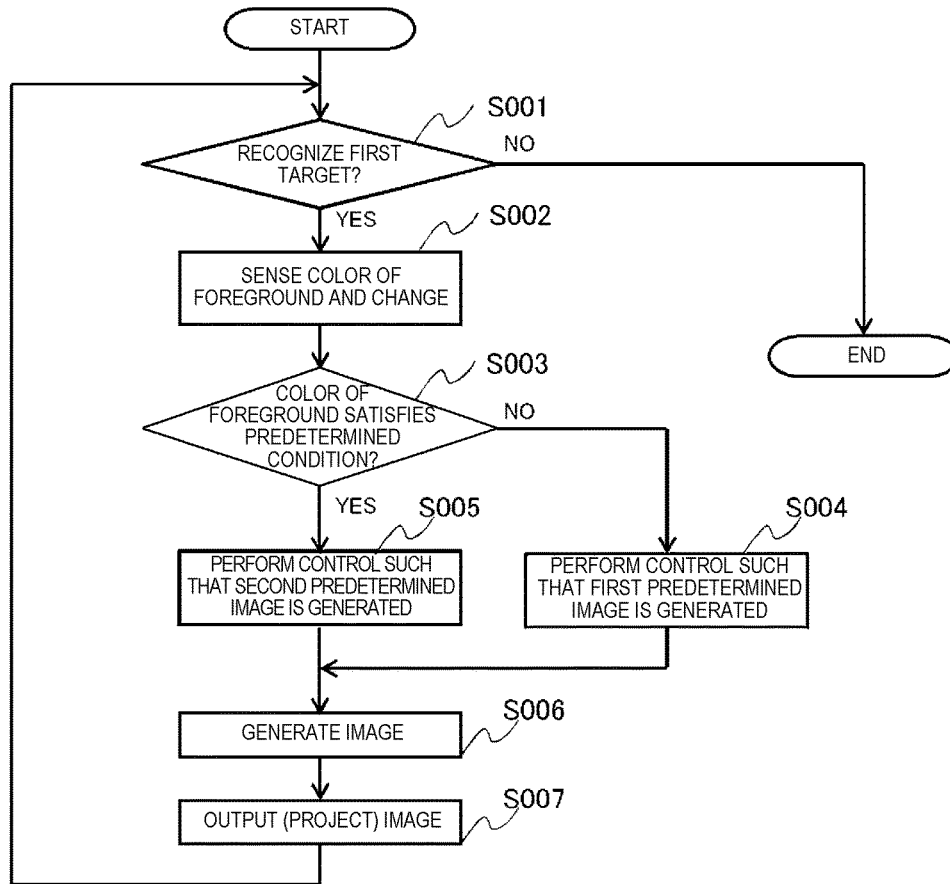 START
S001
NO
RECOGNIZE FIRST
TARGET?
YES
S002
SENSE COLOR OF
FOREGROUND AND CHANGE
END
S003
NO
COLOR OF
FOREGROUND SATISFIES
PREDETERMINED
CONDITION?
YES
S005
S004
PERFORM CONTROL SUCH
THAT SECOND PREDETERMINED
IMAGE IS GENERATED
PERFORM CONTROL SUCH
THAT FIRST PREDETERMINED
IMAGE IS GENERATED
S006
GENERATE IMAGE
S007
OUTPUT (PROJECT) IMAGE